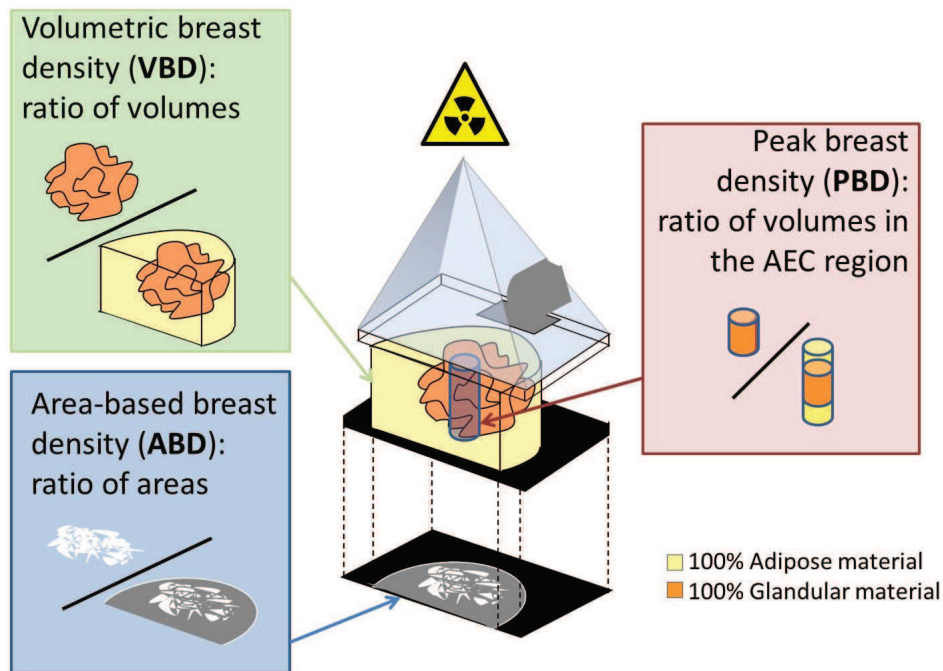 Volumetric breast
density (VBD):
ratio of volumes
Peak breast
density (PBD):
ratio of volumes in
the AEC region
Area-based breast
density (ABD):
ratio of areas
100% Adipose material
100% Glandular material